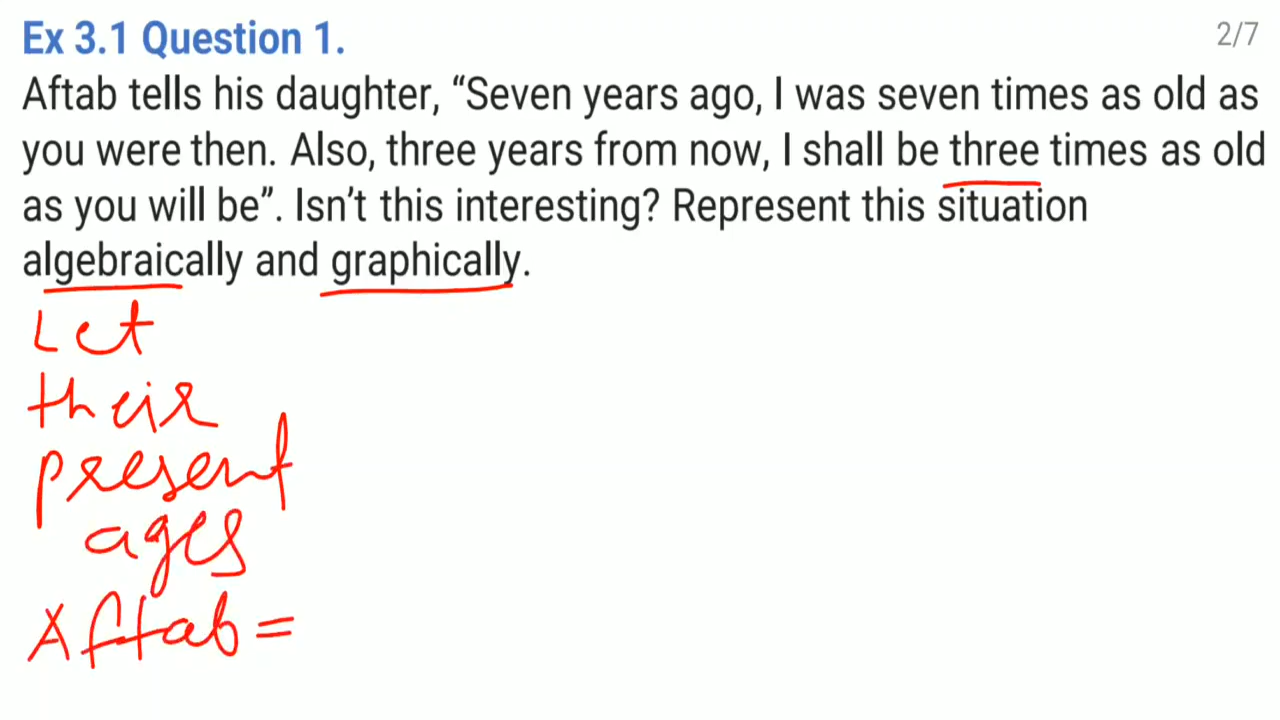 Ex 3.1 Question 1.
2/7
Aftab tells his daughter, “Seven years ago, I was seven times as old as
you were then. Also, three years from now, I shall be three times as old
as you will be”. Isn’t this interesting? Represent this situation
algebraically and graphically.
Let
their
present
ages
Aftab =